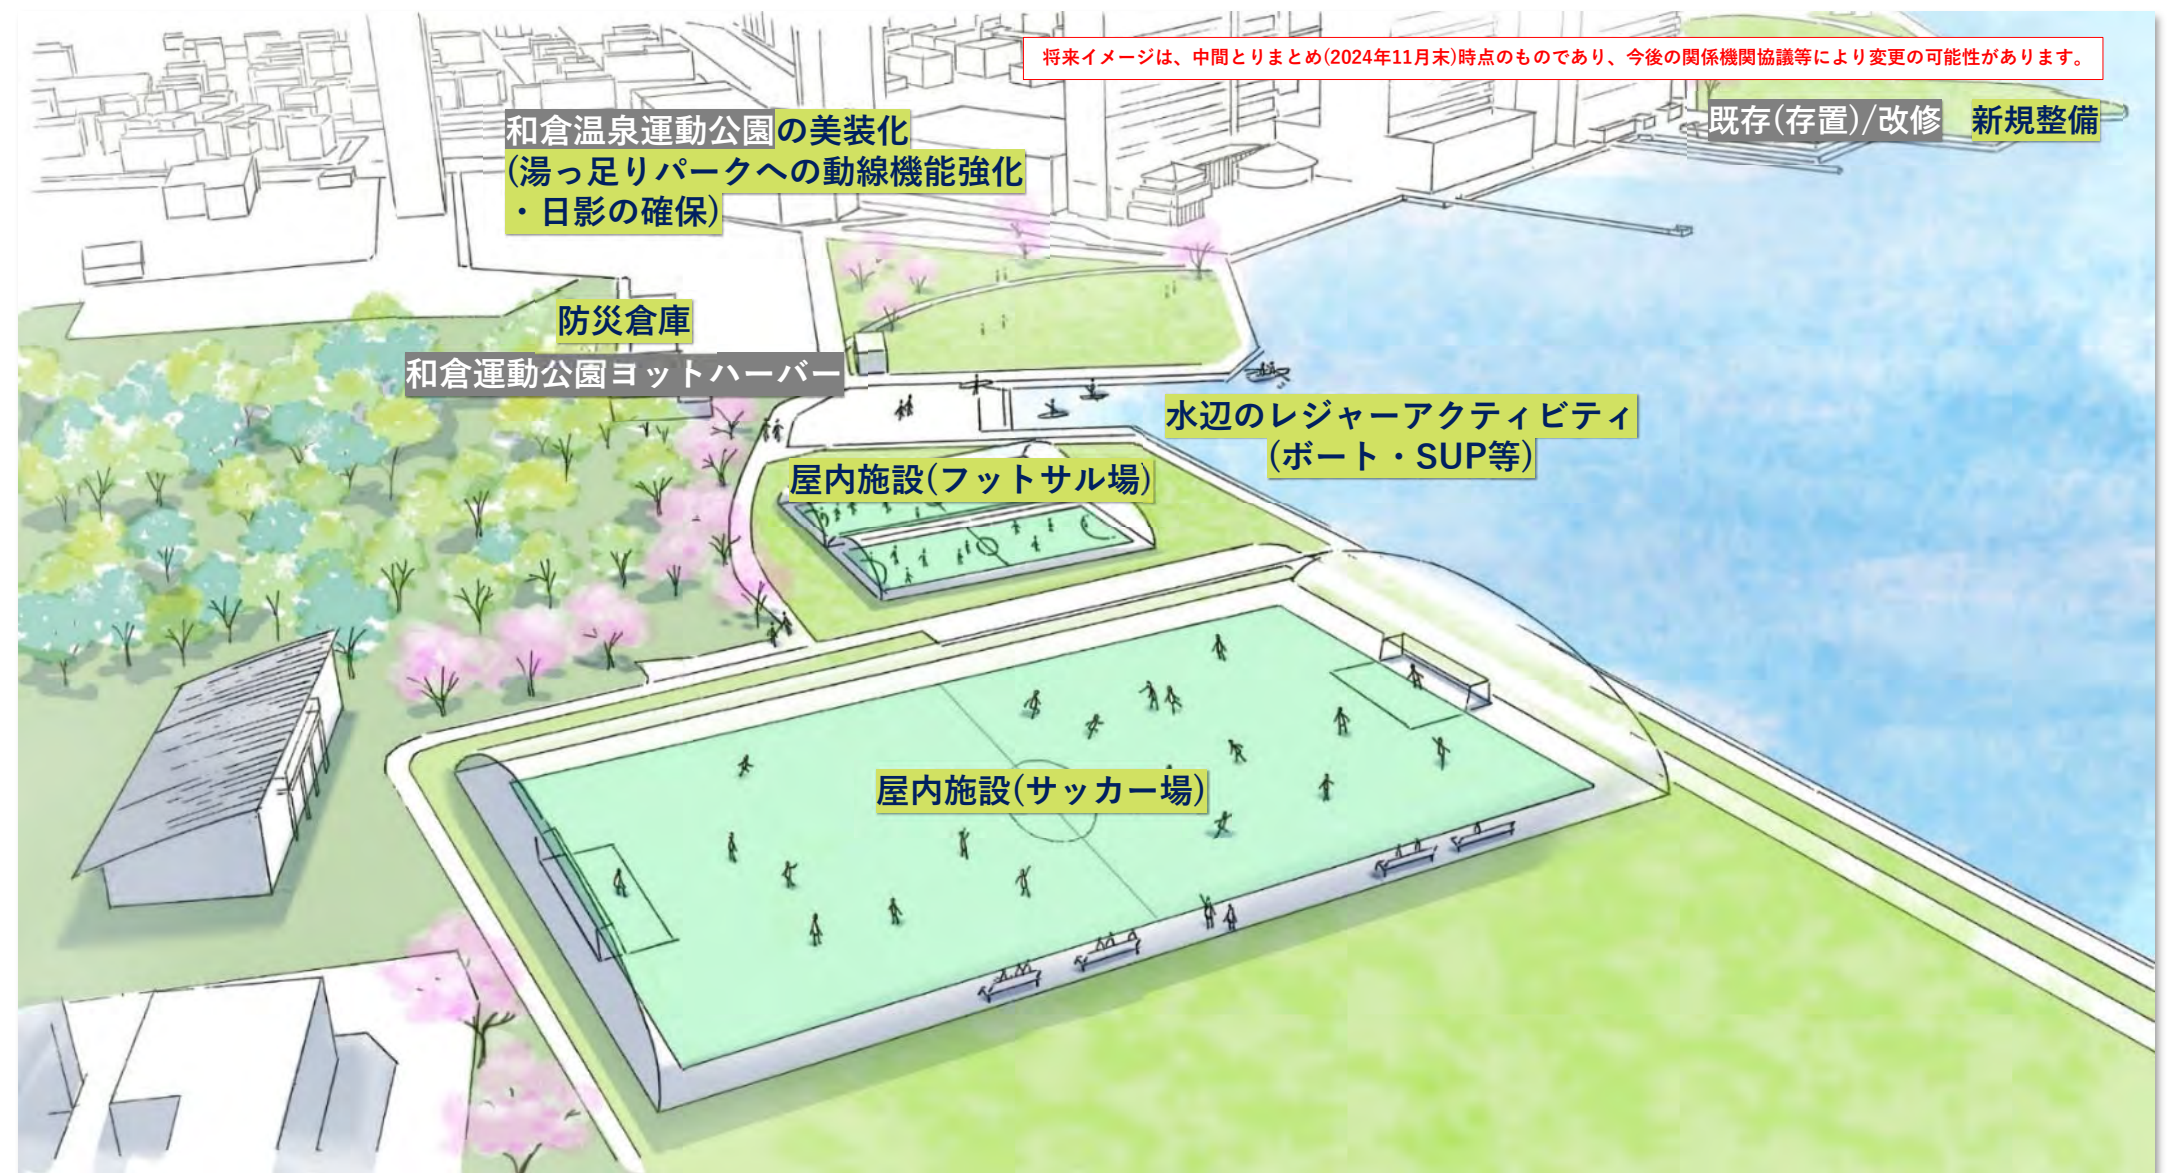 将来イメージは、中間とりまとめ(2024年11月末)時点のものであり、今後の関係機関協議等により変更の可能性があります。
既存(存置)/改修 新規整備
和倉温泉運動公園の美装化
(湯っ足りパークへの動線機能強化
・日影の確保)
防災倉庫
和倉運動公園ヨットハーバー
水辺のレジャーアクティビティ
(ボート・SUP等)
屋内施設(フットサル場)
屋内施設(サッカー場)